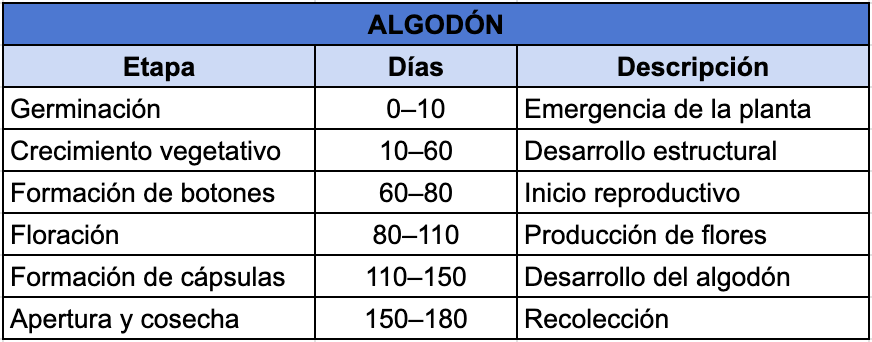 ALGODÓN
Etapa Días Descripción
Germinación 0–10 Emergencia de la planta
Crecimiento vegetativo 10–60 Desarrollo estructural
Formación de botones 60–80 Inicio reproductivo
Floración 80–110 Producción de flores
Formación de cápsulas 110–150 Desarrollo del algodón
Apertura y cosecha 150–180 Recolección